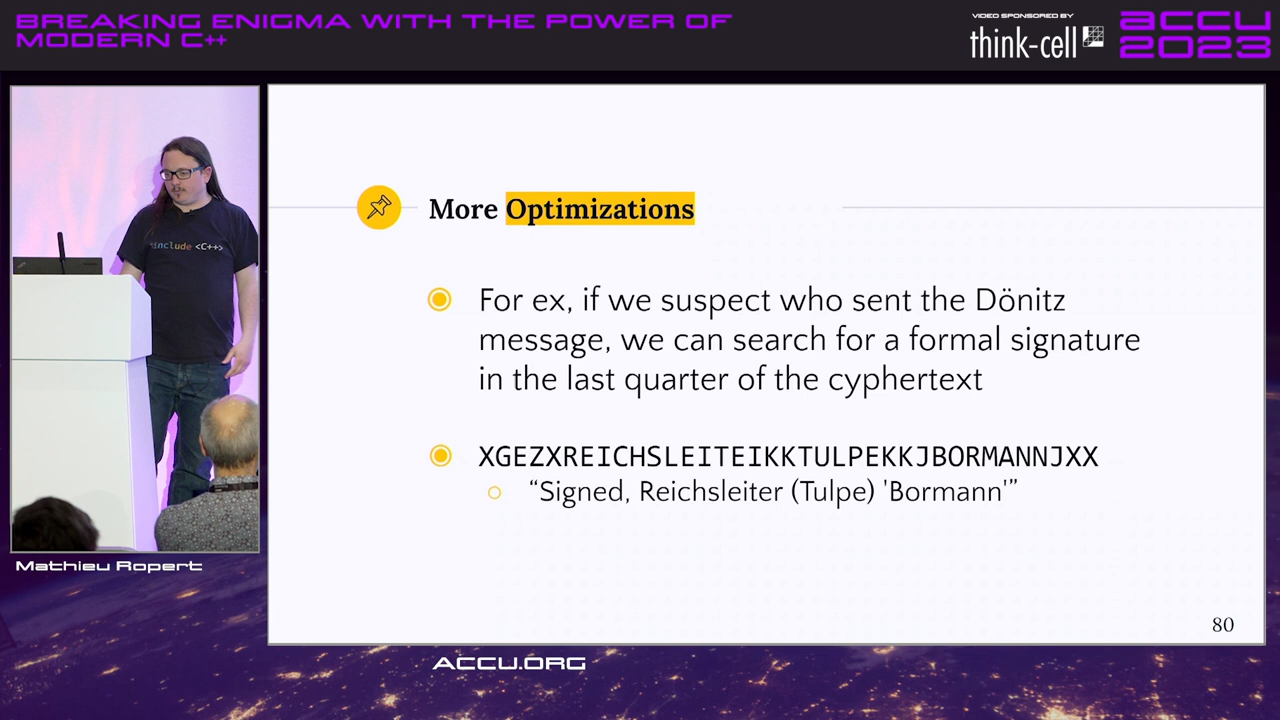 BREAKING ENIGMA WITH THE POWER OF
MODERN C++
VIDEO SPONSORED BY
think-cell
accu
2023
#include <C++>
More Optimizations
For ex, if we suspect who sent the Dönitz
message, we can search for a formal signature
in the last quarter of the cyphertext
XGEZXREICHSLEITEIKKTULPEKKJBORMANNJXX
“Signed, Reichsleiter (Tulpe) 'Bormann'”
80
Mathieu Ropert
ACCU.ORG